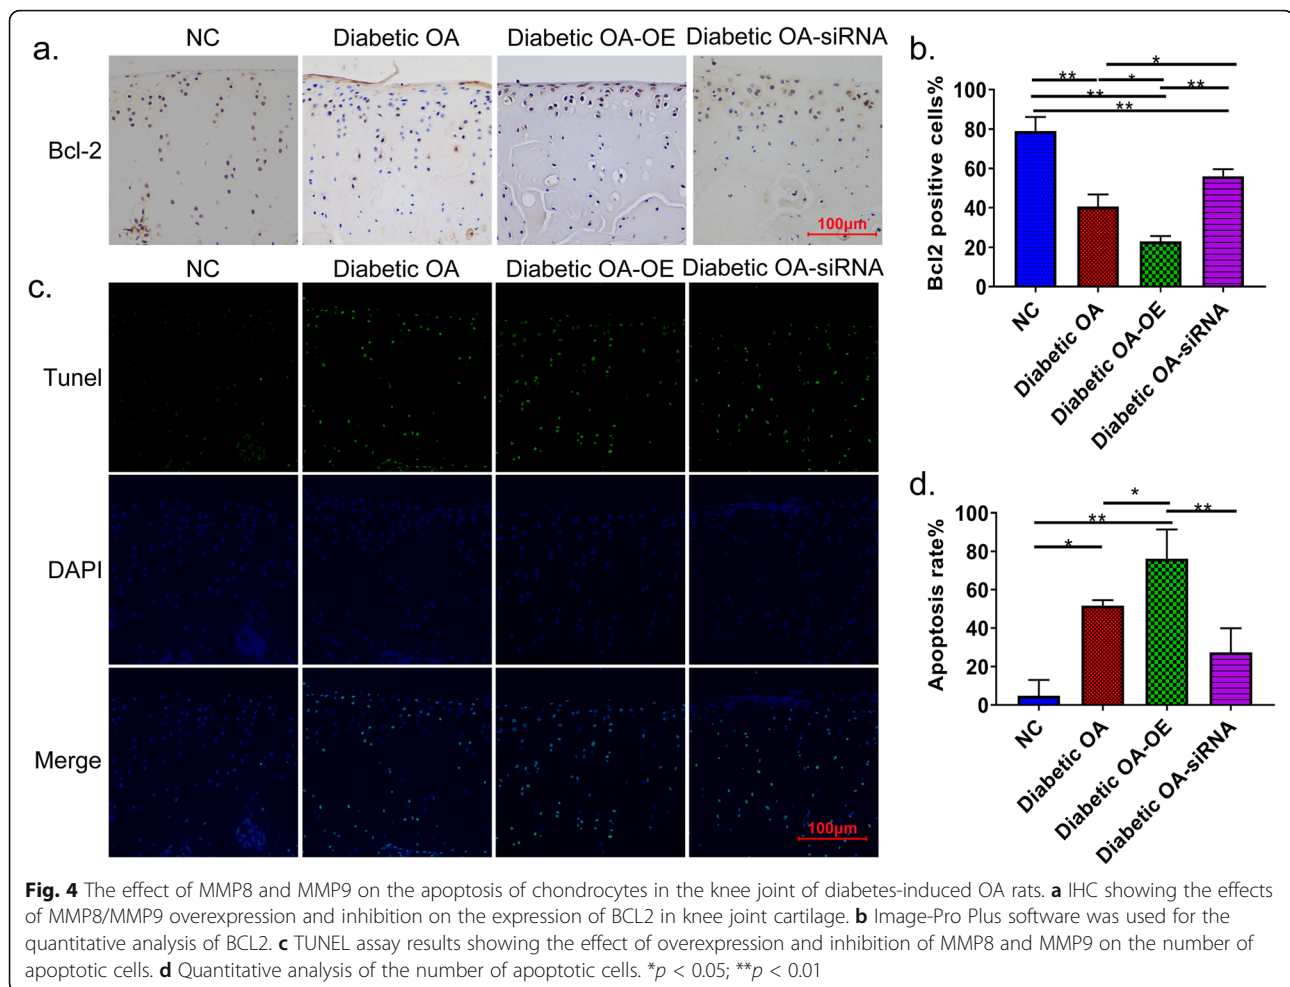 a.
NC Diabetic OA Diabetic OA-OE Diabetic OA-siRNA
Bcl-2
100μm
b.
Bcl2 positive cells%
100
80
60
40
20
0
** * *
** **
**
NC
Diabetic OA
Diabetic OA-OE
Diabetic OA-siRNA
c.
NC Diabetic OA Diabetic OA-OE Diabetic OA-siRNA
Tunel
DAPI
Merge
100μm
d.
Apoptosis rate%
100
80
60
40
20
0
*
** **
*
NC
Diabetic OA
Diabetic OA-OE
Diabetic OA-siRNA
Fig. 4 The effect of MMP8 and MMP9 on the apoptosis of chondrocytes in the knee joint of diabetes-induced OA rats. a IHC showing the effects
of MMP8/MMP9 overexpression and inhibition on the expression of BCL2 in knee joint cartilage. b Image-Pro Plus software was used for the
quantitative analysis of BCL2. c TUNEL assay results showing the effect of overexpression and inhibition of MMP8 and MMP9 on the number of
apoptotic cells. d Quantitative analysis of the number of apoptotic cells. *p < 0.05; **p < 0.01